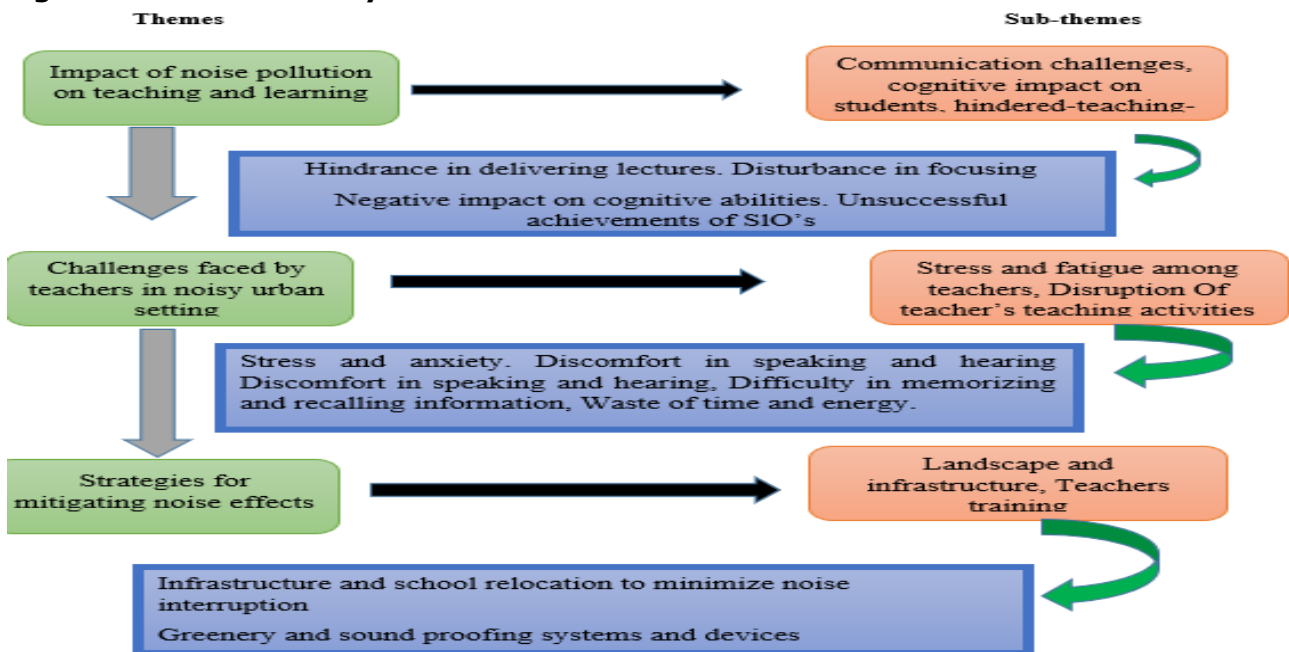 Themes
Sub-themes
Impact of noise pollution
on teaching and learning
Communication challenges,
cognitive impact on
students, hindered-teaching-
Hindrance in delivering lectures. Disturbance in focusing
Negative impact on cognitive abilities. Unsuccessful
achievements of SlO's
Challenges faced by
teachers in noisy urban
setting
Stress and fatigue among
teachers, Disruption Of
teacher's teaching activities
Stress and anxiety. Discomfort in speaking and hearing
Discomfort in speaking and hearing, Difficulty in memorizing
and recalling information, Waste of time and energy.
Strategies for
mitigating noise effects
Landscape and
infrastructure, Teachers
training
Infrastructure and school relocation to minimize noise
interruption
Greenery and sound proofing systems and devices